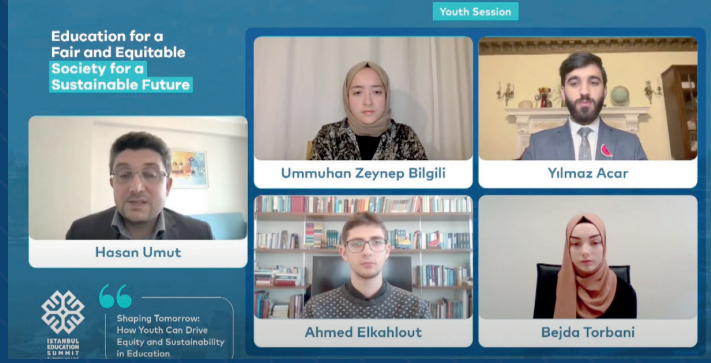 Youth Session
Education for a
Fair and Equitable
Society for a
Sustainable Future
Ummuhan Zeynep Bilgili
Yılmaz Acar
Hasan Umut
Ahmed Elkahlout
Bejda Torbani
ISTANBUL
EDUCATION
SUMMIT
Shaping Tomorrow:
How Youth Can Drive
Equity and Sustainability
in Education